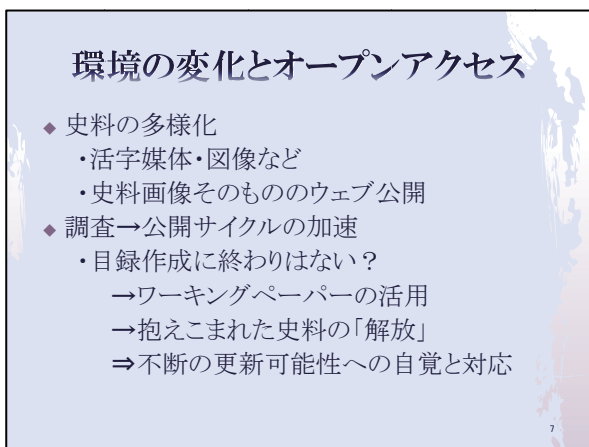 環境の変化とオープンアクセス
◆ 史料の多様化
・活字媒体・図像など
・史料画像そのもののウェブ公開
◆ 調査→公開サイクルの加速
・目録作成に終わりはない？
→ワーキングペーパーの活用
→抱えこまれた史料の「解放」
⇒不断の更新可能性への自覚と対応
7